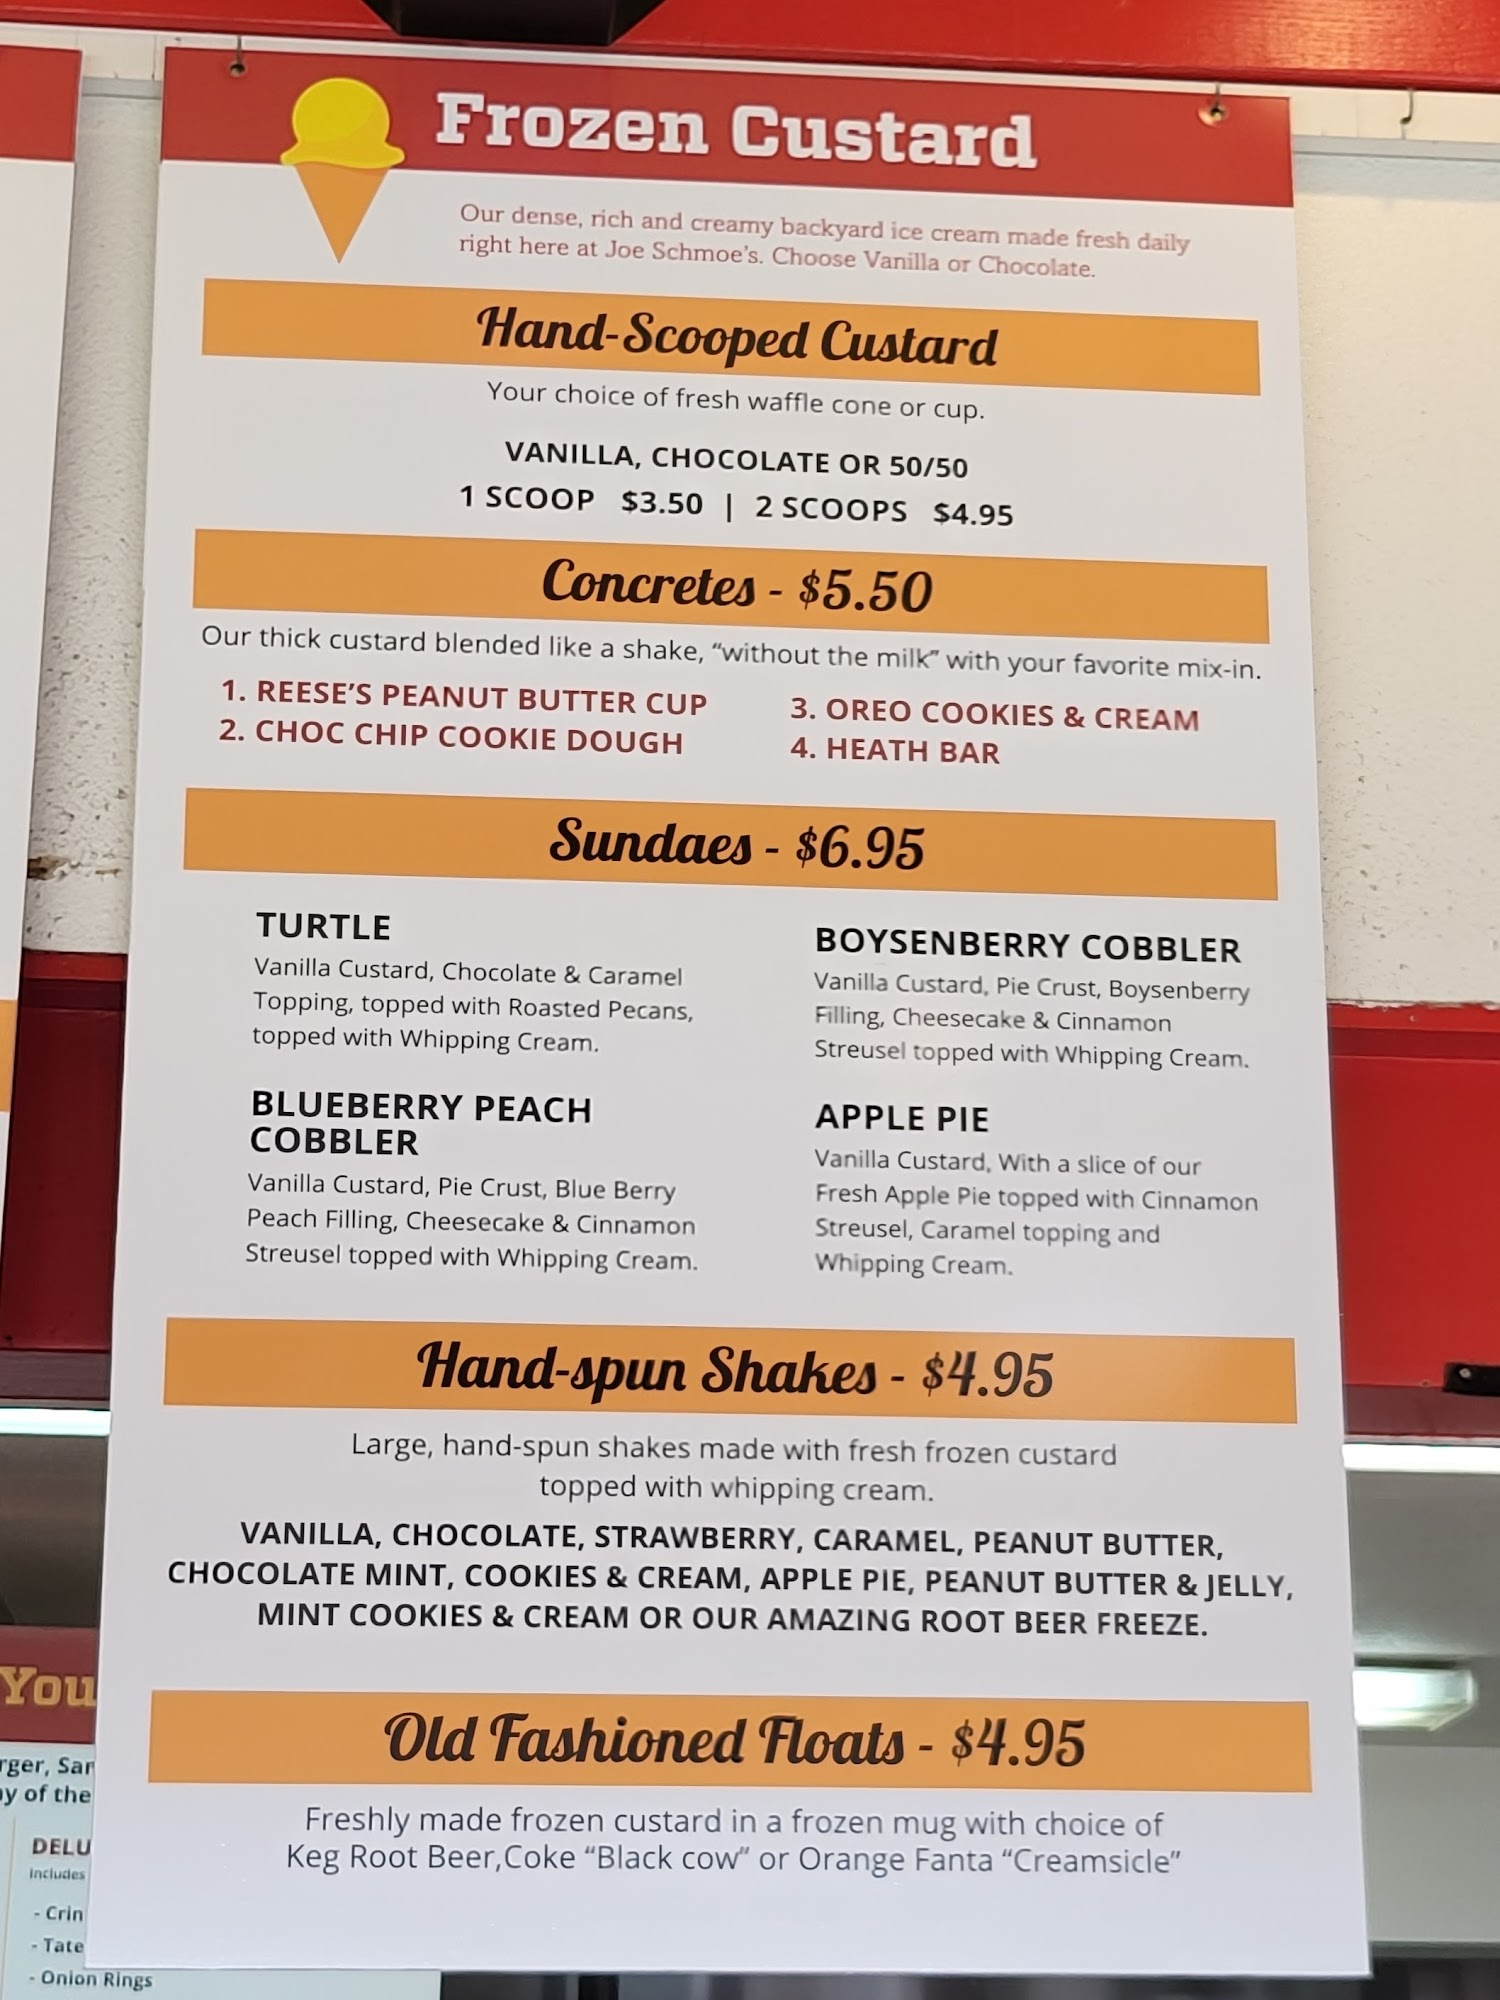 Frozen Custard
Our dense, rich and creamy backyard ice cream made fresh daily
right here at Joe Schmoe's. Choose Vanilla or Chocolate.
Hand-Scooped Custard
Your choice of fresh waffle cone or cup.
VANILLA, CHOCOLATE OR 50/50
1 SCOOP $3.50 | 2 SCOOPS $4.95
Concretes - $5.50
Our thick custard blended like a shake, “without the milk” with your favorite mix-in.
1. REESE'S PEANUT BUTTER CUP
2. CHOC CHIP COOKIE DOUGH
3. OREO COOKIES & CREAM
4. HEATH BAR
Sundaes - $6.95
TURTLE
Vanilla Custard, Chocolate & Caramel
Topping, topped with Roasted Pecans,
topped with Whipping Cream.
BLUEBERRY PEACH
COBBLER
Vanilla Custard, Pie Crust, Blue Berry
Peach Filling, Cheesecake & Cinnamon
Streusel topped with Whipping Cream.
BOYSENBERRY COBBLER
Vanilla Custard, Pie Crust, Boysenberry
Filling, Cheesecake & Cinnamon
Streusel topped with Whipping Cream.
APPLE PIE
Vanilla Custard, With a slice of our
Fresh Apple Pie topped with Cinnamon
Streusel, Caramel topping and
Whipping Cream.
Hand-spun Shakes - $4.95
Large, hand-spun shakes made with fresh frozen custard
topped with whipping cream.
VANILLA, CHOCOLATE, STRAWBERRY, CARAMEL, PEANUT BUTTER,
CHOCOLATE MINT, COOKIES & CREAM, APPLE PIE, PEANUT BUTTER & JELLY,
MINT COOKIES & CREAM OR OUR AMAZING ROOT BEER FREEZE.
Old Fashioned Floats - $4.95
Freshly made frozen custard in a frozen mug with choice of
Keg Root Beer,Coke “Black cow” or Orange Fanta “Creamsicle”
You
rger, Sar
y of the
DELU
Includes
- Crin
- Tate
- Onion Rings